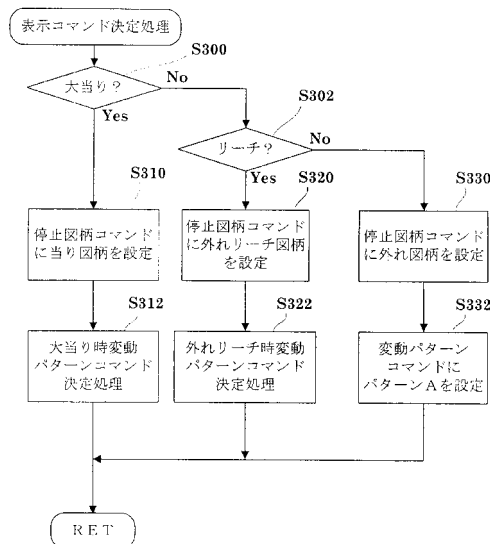 表示コマンド決定処理
S300
大当り？
No
Yes
S302
リーチ？
No
Yes
S310
停止図柄コマンド
に当り図柄を設定
S320
停止図柄コマンド
に外れリーチ図柄
を設定
S330
停止図柄コマンド
に外れ図柄を設定
S312
大当り時変動
パターンコマンド
決定処理
S322
外れリーチ時変動
パターンコマンド
決定処理
S332
変動パターン
コマンドに
パターンAを設定
RET